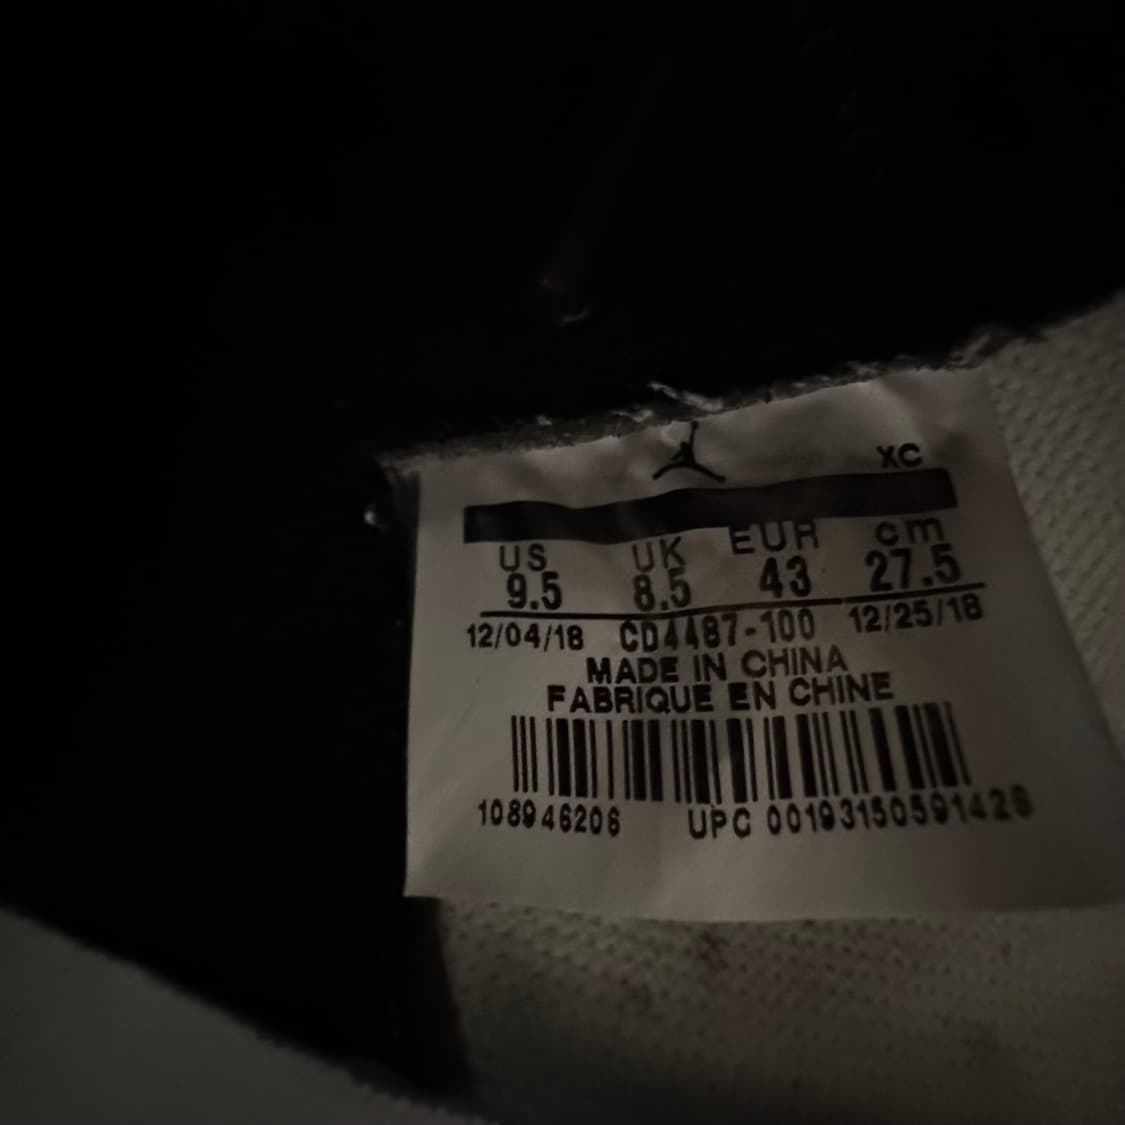 XC
US UK EUR cm
9.5 8.5 43 27.5
12/04/18 CD4487-100 12/25/18
MADE IN CHINA
FABRIQUE EN CHINE
108946206 UPC 00193150591426